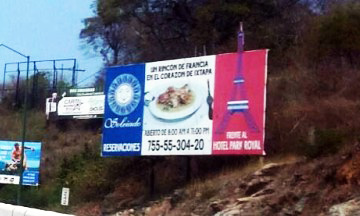 UN RINCÓN DE FRANCIA
EN EL CORAZON DE IXTAPA
Soleiado
ABIERTO DE 8:00 AM A 11:00 PM
RESERVACIONES
755-55-304-20
FRENTE AL
HOTEL PARK ROYAL